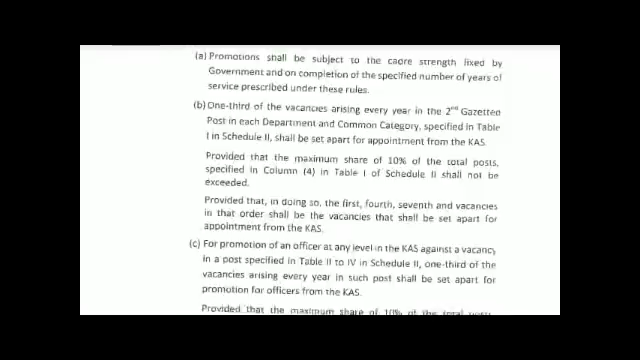 (a) Promotions shall be subject to the cadre strength fixed by
Government and on completion of the specified number of years of
service prescribed under these rules.
(b) One-third of the vacancies arising every year in the 2nd Gazetted
Post in each Department and Common Category, specified in Table
I in Schedule II, shall be set apart for appointment from the KAS.
Provided that the maximum share of 10% of the total posts,
specified in Column (4) in Table I of Schedule II shall not be
exceeded.
Provided that, in doing so, the first, fourth, seventh and vacancies
in that order shall be the vacancies that shall be set apart for
appointment from the KAS.
(c) For promotion of an officer at any level in the KAS against a vacancy
in a post specified in Table II to IV in Schedule II, one-third of the
vacancies arising every year in such post shall be set apart for
promotion for officers from the KAS.
Provided that the maximum share of 10% of the total posts,